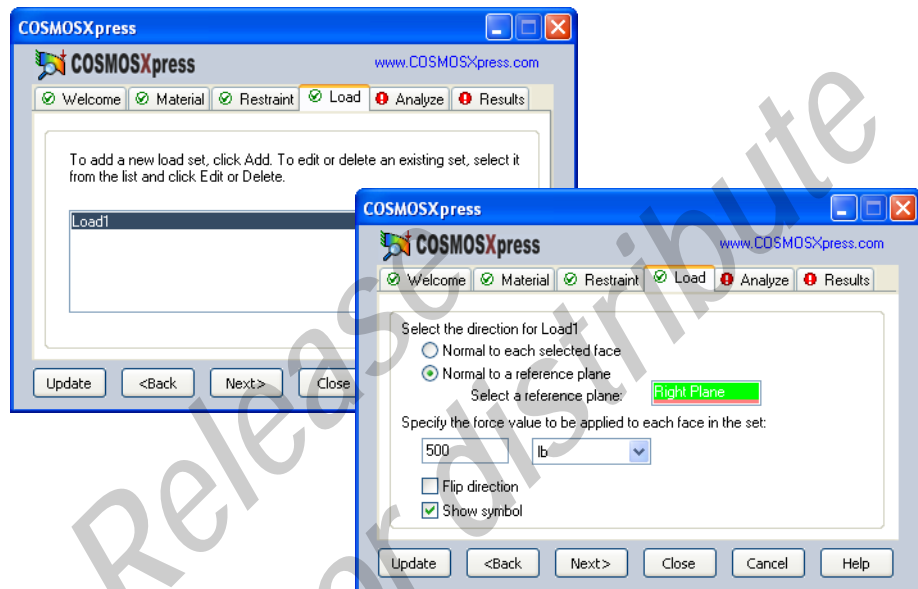 COSMOSXpress
COSMOSXpress
www.COSMOSXpress.com
Welcome
Material
Restraint
Load
Analyze
Results
To add a new load set, click Add. To edit or delete an existing set, select it
from the list and click Edit or Delete.
Load1
Update
<Back
Next>
Close
COSMOSXpress
COSMOSXpress
www.COSMOSXpress.com
Welcome
Material
Restraint
Load
Analyze
Results
Select the direction for Load1
Normal to each selected face
Normal to a reference plane
Select a reference plane:
Right Plane
Specify the force value to be applied to each face in the set:
500
lb
Flip direction
Show symbol
Update
<Back
Next>
Close
Cancel
Help
Release
or distribute